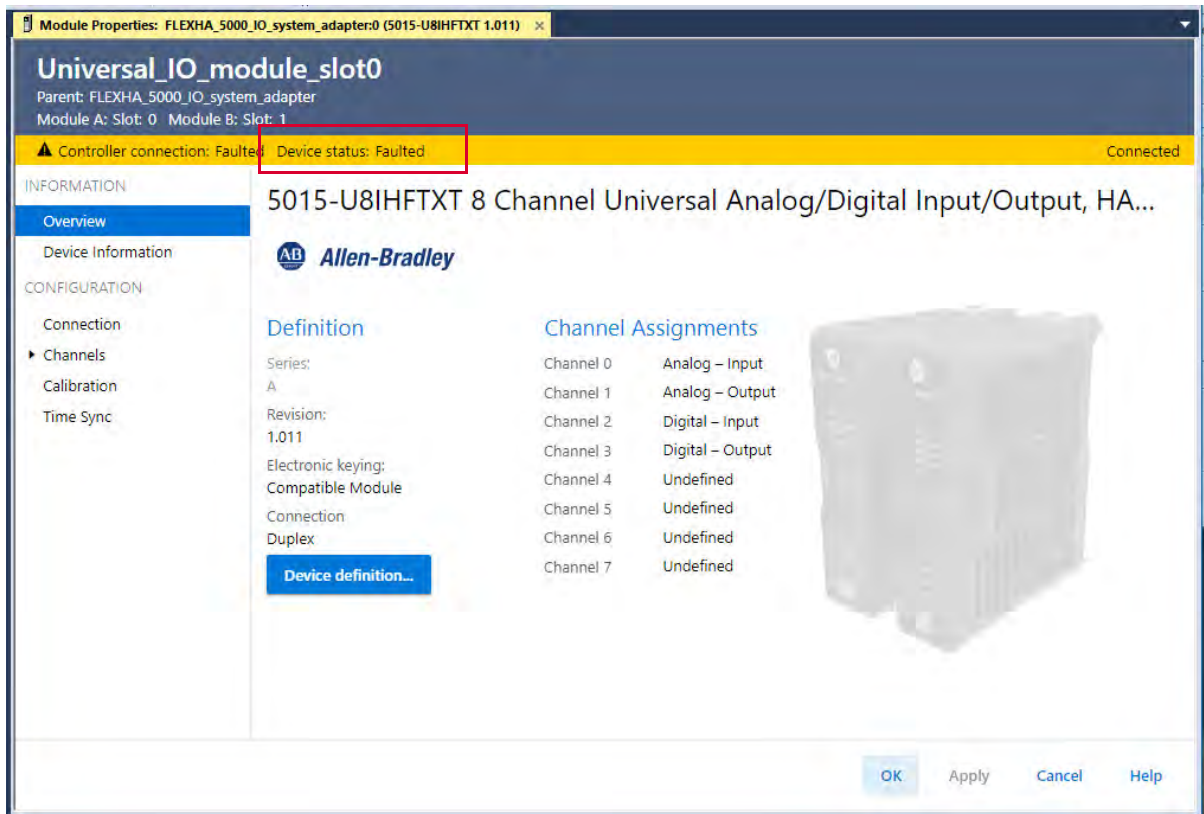 Module Properties: FLEXHA_5000_IO_system_adapter:0 (5015-U8IHFTXT 1.011) ×
Universal_IO_module_slot0
Parent: FLEXHA_5000_IO_system_adapter
Module A: Slot: 0 Module B: Slot: 1
Controller connection: Faulted Device status: Faulted Connected
INFORMATION
Overview
Device Information
CONFIGURATION
Connection
Channels
Calibration
Time Sync
5015-U8IHFTXT 8 Channel Universal Analog/Digital Input/Output, HA...
AB Allen-Bradley
Definition
Series:
A
Revision:
1.011
Electronic keying:
Compatible Module
Connection
Duplex
Device definition...
Channel Assignments
Channel 0 Analog – Input
Channel 1 Analog – Output
Channel 2 Digital – Input
Channel 3 Digital – Output
Channel 4 Undefined
Channel 5 Undefined
Channel 6 Undefined
Channel 7 Undefined
OK Apply Cancel Help